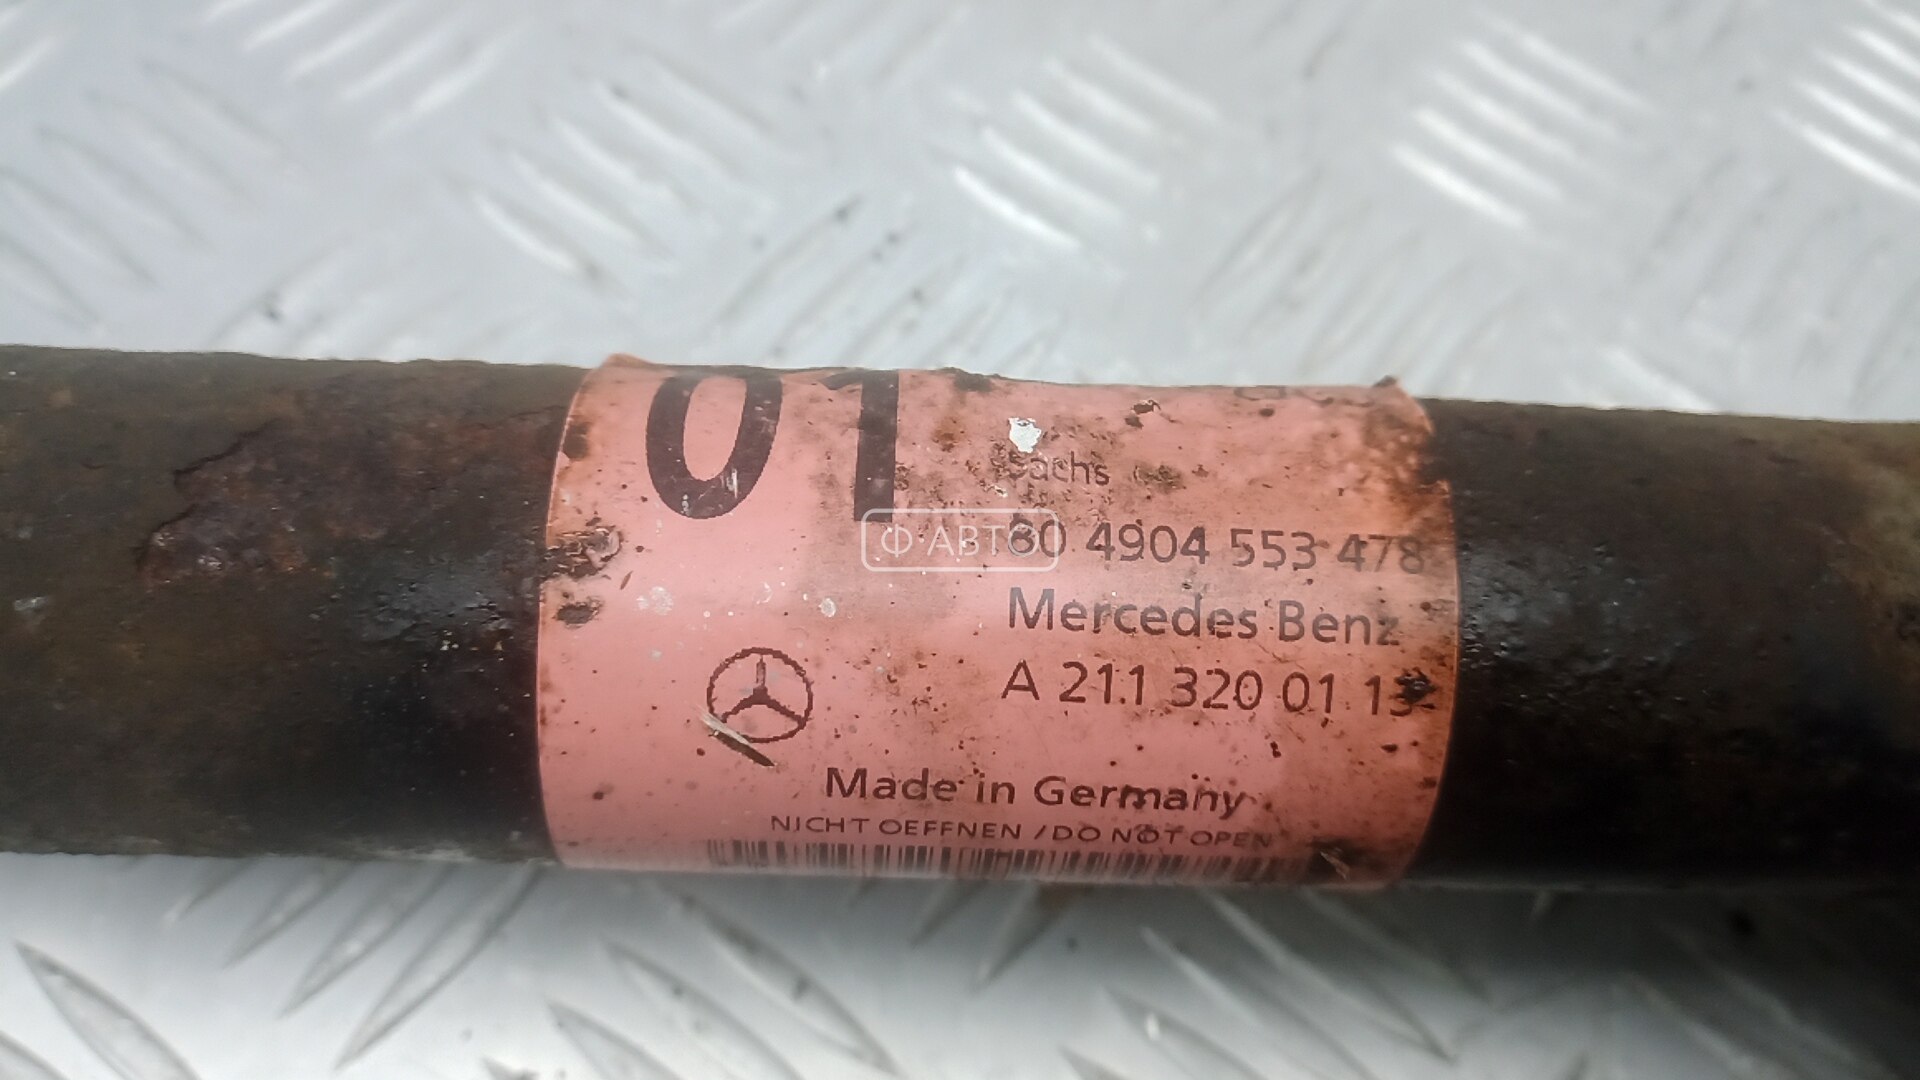 01
Sachs
80 4904 553 478
Mercedes Benz
A 211 320 01 13
Made in Germany
NICHT OEFFNEN / DO NOT OPEN
Ф АВТО